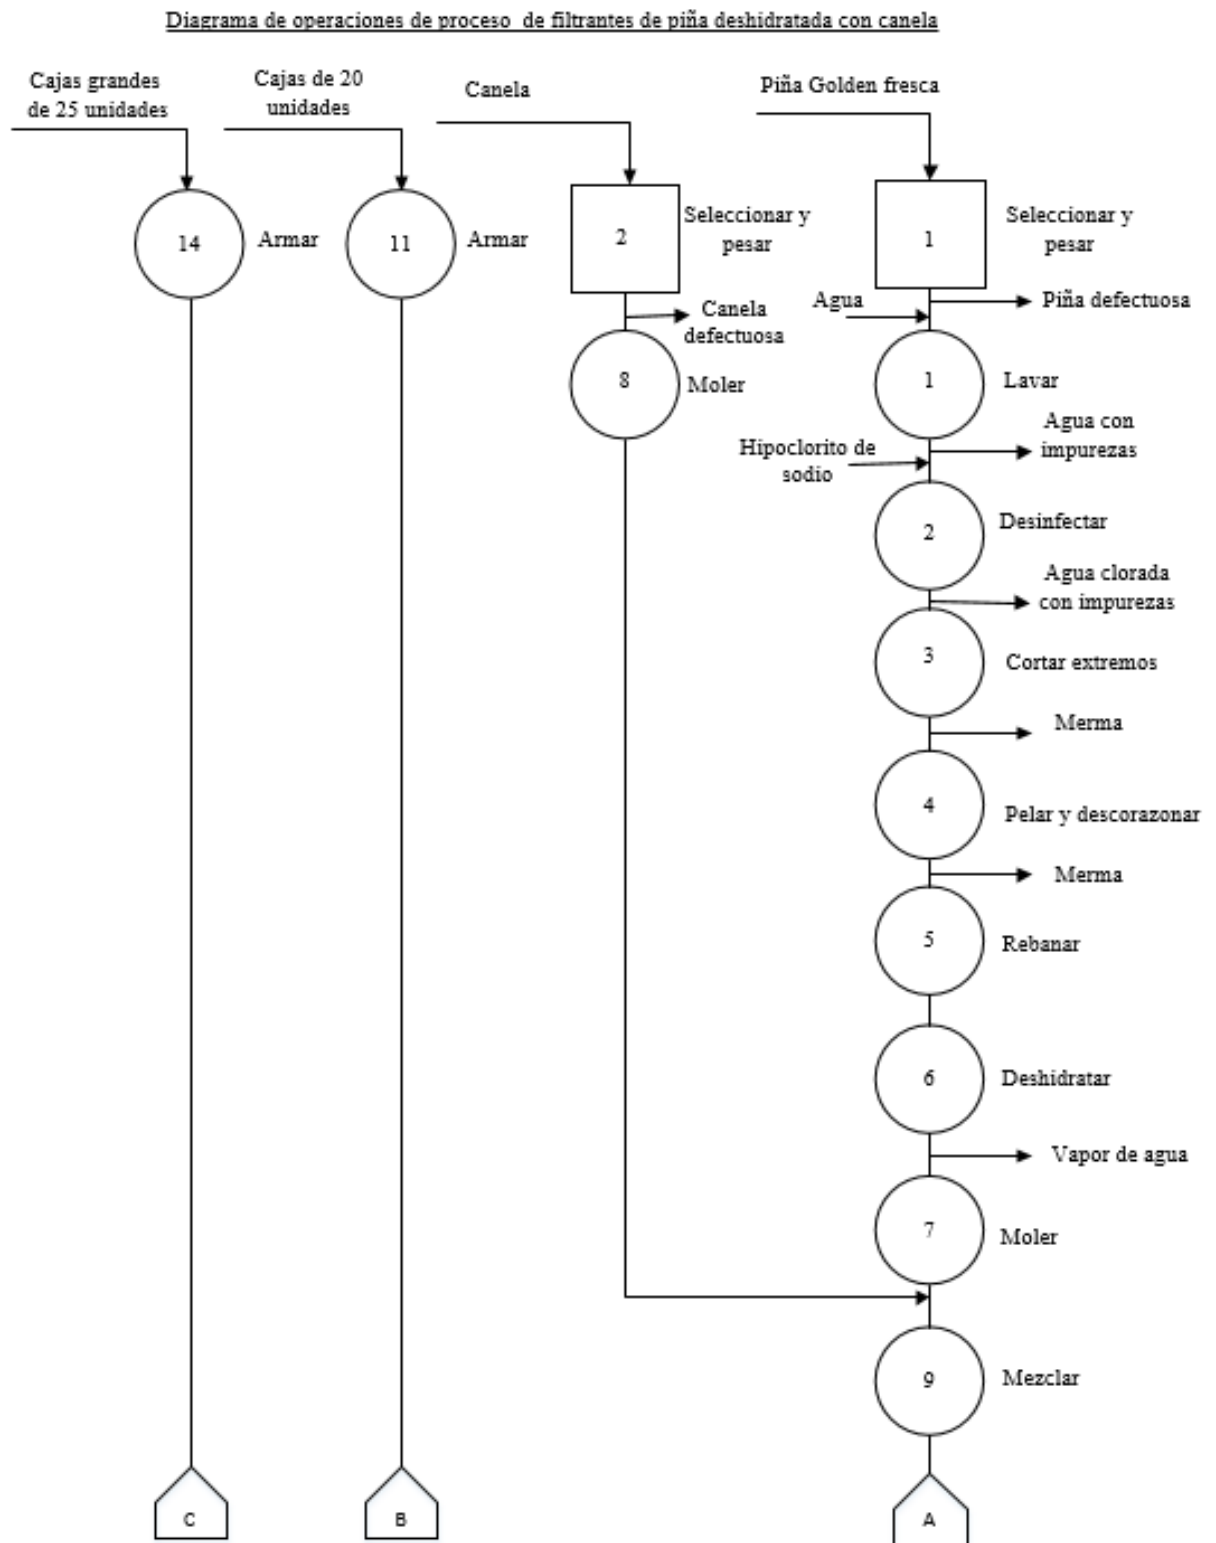 Diagrama de operaciones de proceso de filtrantes de piña deshidratada con canela
Cajas grandes
de 25 unidades
Cajas de 20
unidades
Canela
Piña Golden fresca
14
Armar
11
Armar
2
Seleccionar y
pesar
1
Seleccionar y
pesar
Canela
defectuosa
Agua
Piña defectuosa
8
Moler
1
Lavar
Hipoclorito de
sodio
Agua con
impurezas
2
Desinfectar
Agua clorada
con impurezas
3
Cortar extremos
Merma
4
Pelar y descorazonar
Merma
5
Rebanar
6
Deshidratar
Vapor de agua
7
Moler
9
Mezclar
C
B
A